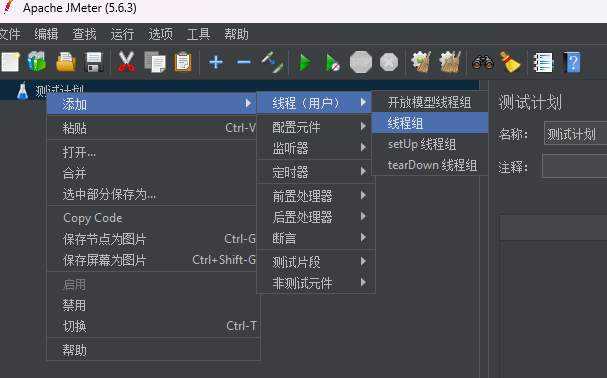 Apache JMeter (5.6.3)
文件 编辑 查找 运行 选项 工具 帮助
测试计划
添加
粘贴 Ctrl-V
打开...
合并
选中部分保存为...
Copy Code
保存节点为图片 Ctrl-G
保存屏幕为图片 Ctrl+Shift-G
启用
禁用
切换 Ctrl-T
帮助
线程（用户）
配置元件
监听器
定时器
前置处理器
后置处理器
断言
测试片段
非测试元件
开放模型线程组
线程组
setUp 线程组
tearDown 线程组
测试计划
名称： 测试计划
注释：